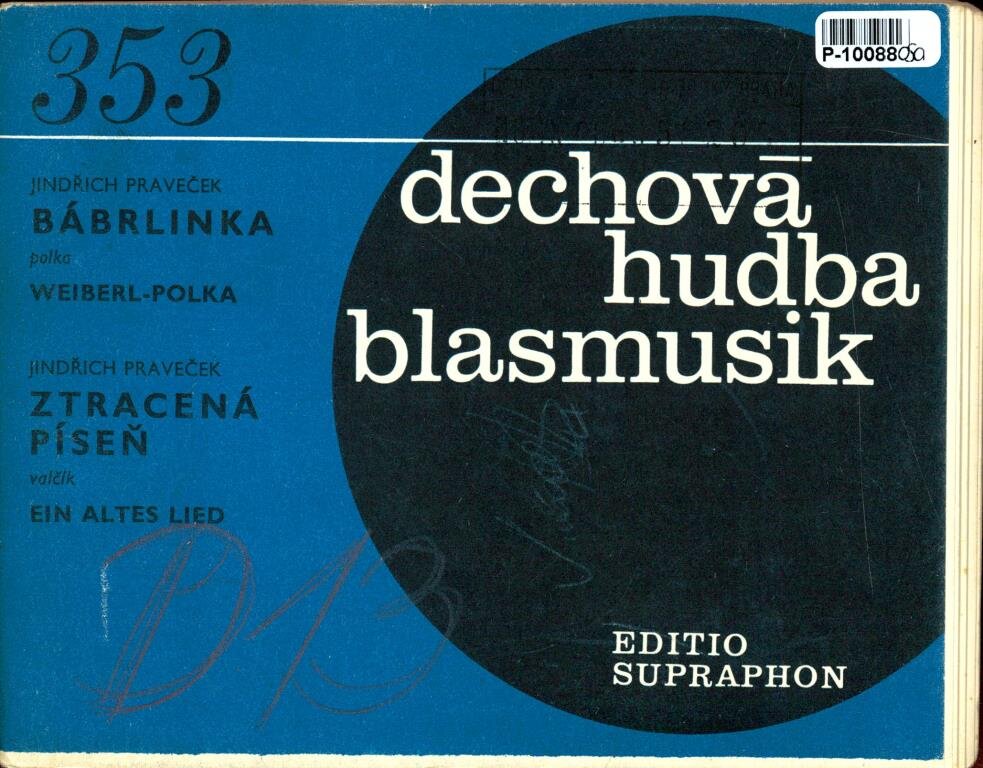 353
P-10088
JINDŘICH PRAVEČEK
BÁBRLINKA
polka
WEIBERL-POLKA
JINDŘICH PRAVEČEK
ZTRACENÁ
PÍSEŇ
valčík
EIN ALTES LIED
dechová
hudba
blasmusik
D13
EDITIO
SUPRAPHON